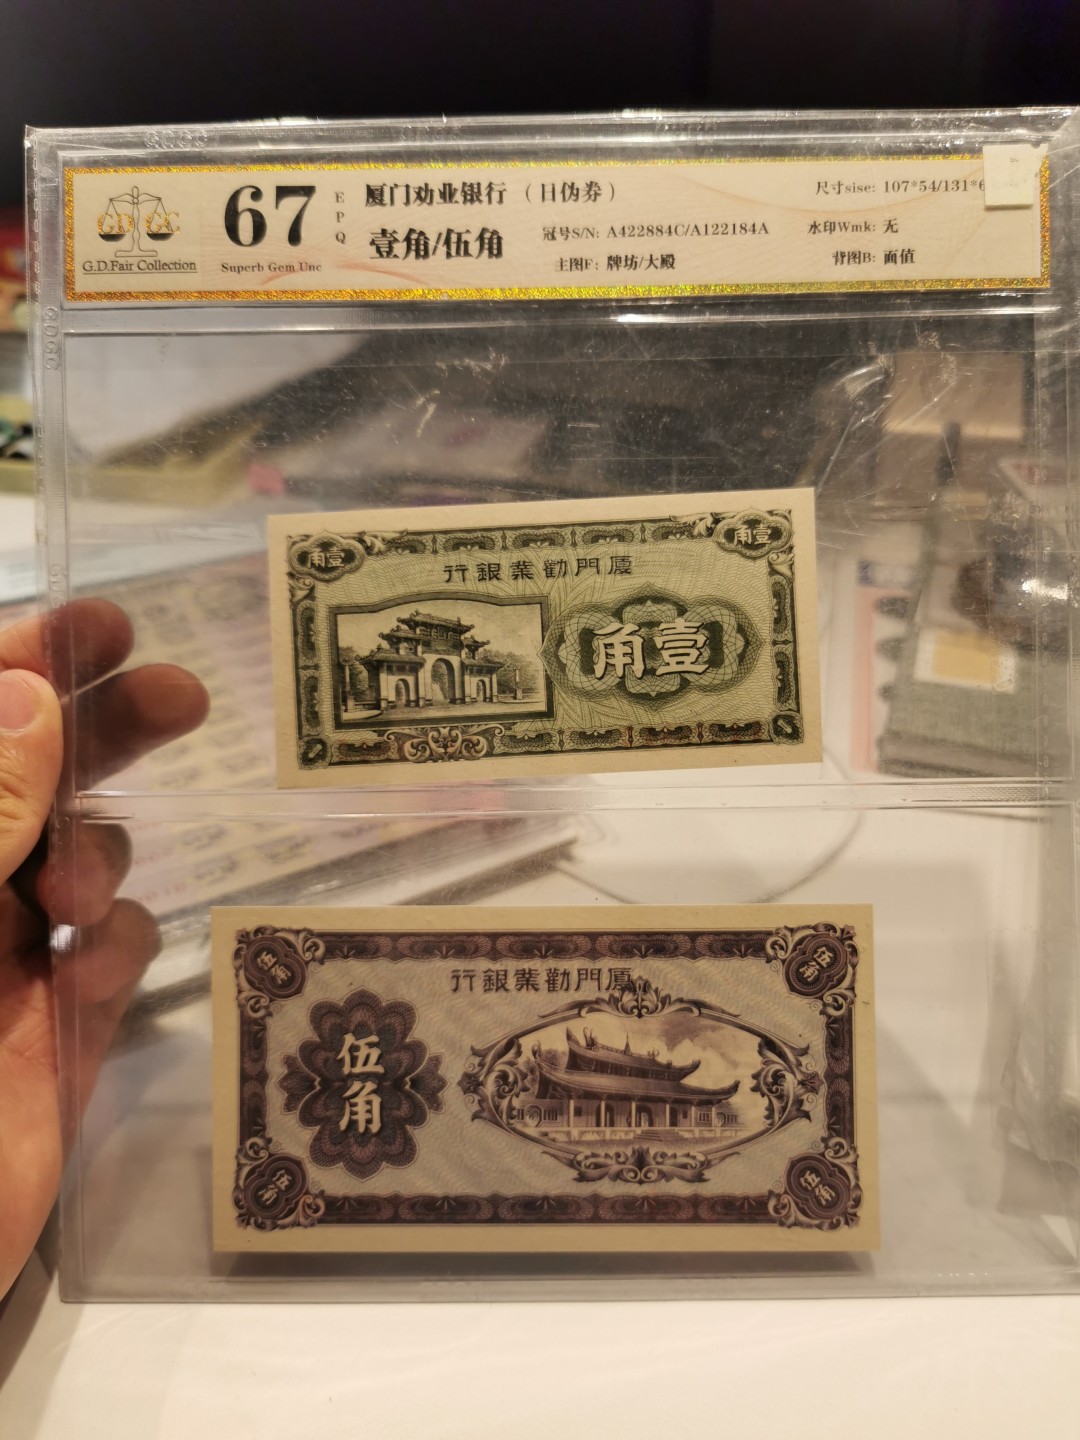 GDGC
G.D.Fair Collection
67
EPQ
Superb Gem Unc
厦门劝业银行（日伪券）
壹角/伍角
冠号S/N: A422884C/A122184A
主图F: 牌坊/大殿
尺寸sise: 107*54/131*6
水印Wmk: 无
背图B: 面值
角壹
角壹
行銀業勸門廈
角壹
行銀業勸門廈
伍角
伍角
伍角
伍角
伍角